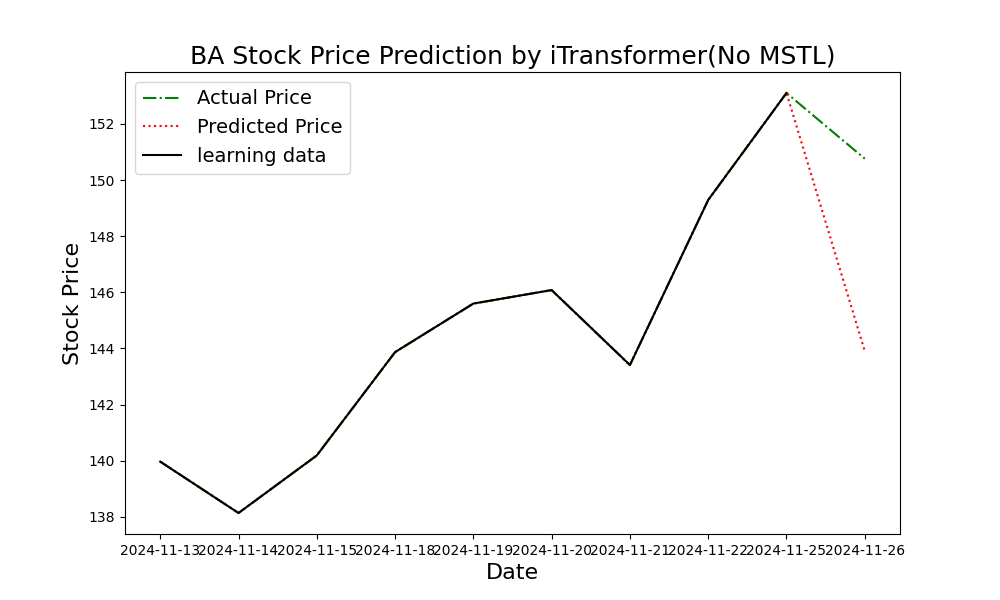 BA Stock Price Prediction by iTransformer(No MSTL)
Actual Price
Predicted Price
learning data
152
150
148
146
144
142
140
138
Stock Price
2024-11-13 2024-11-14 2024-11-15 2024-11-18 2024-11-19 2024-11-20 2024-11-21 2024-11-22 2024-11-25 2024-11-26
Date